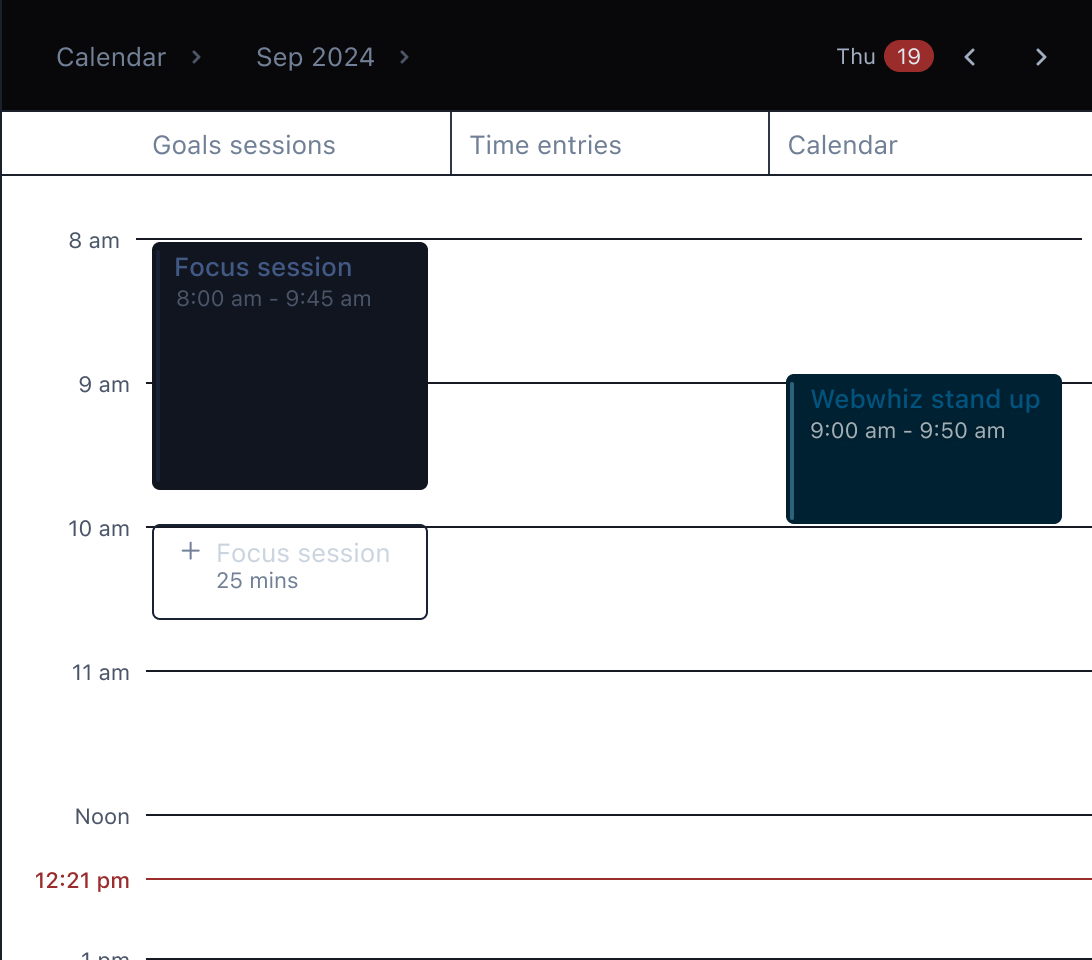 Calendar
Sep 2024
Thu 19
Goals sessions
Time entries
Calendar
8 am
Focus session
8:00 am - 9:45 am
9 am
Webwhiz stand up
9:00 am - 9:50 am
10 am
+ Focus session
25 mins
11 am
Noon
12:21 pm
1 pm